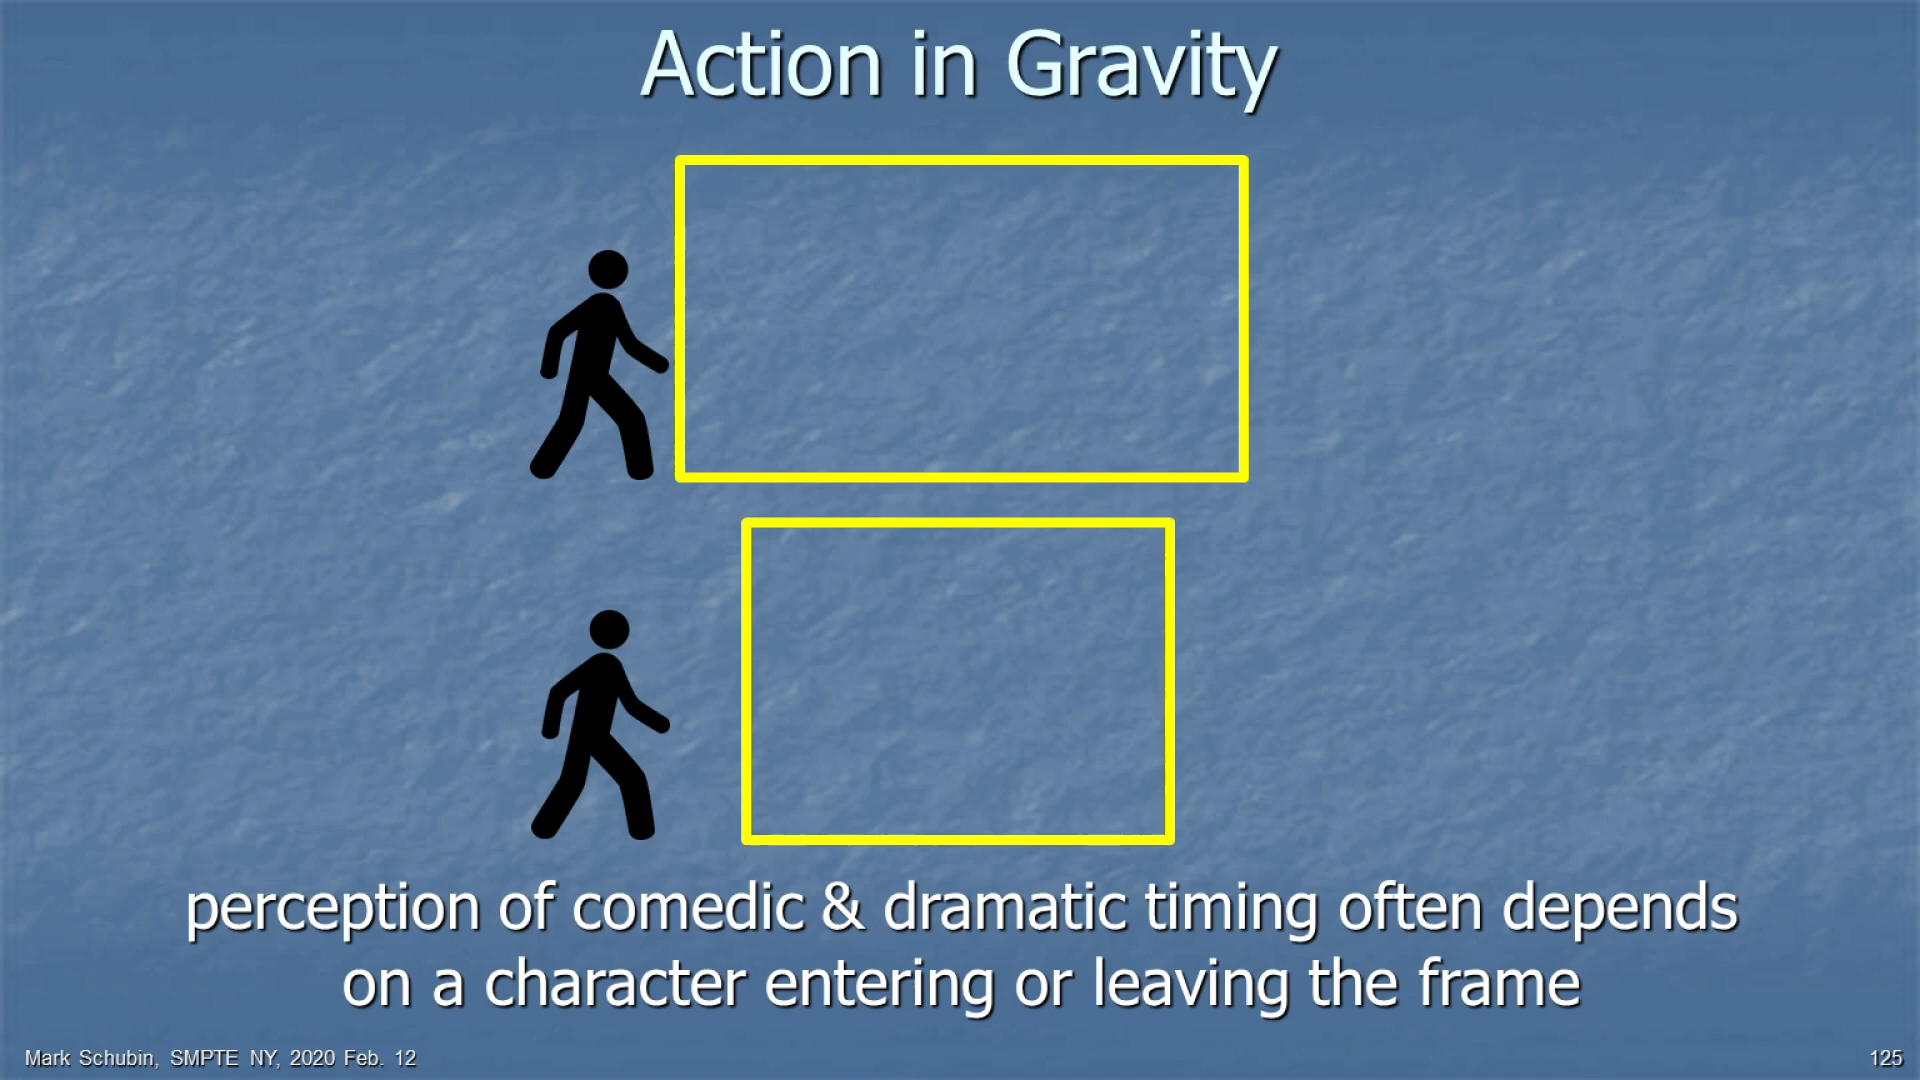 Action in Gravity
perception of comedic & dramatic timing often depends
on a character entering or leaving the frame
Mark Schubin, SMPTE NY, 2020 Feb. 12
125